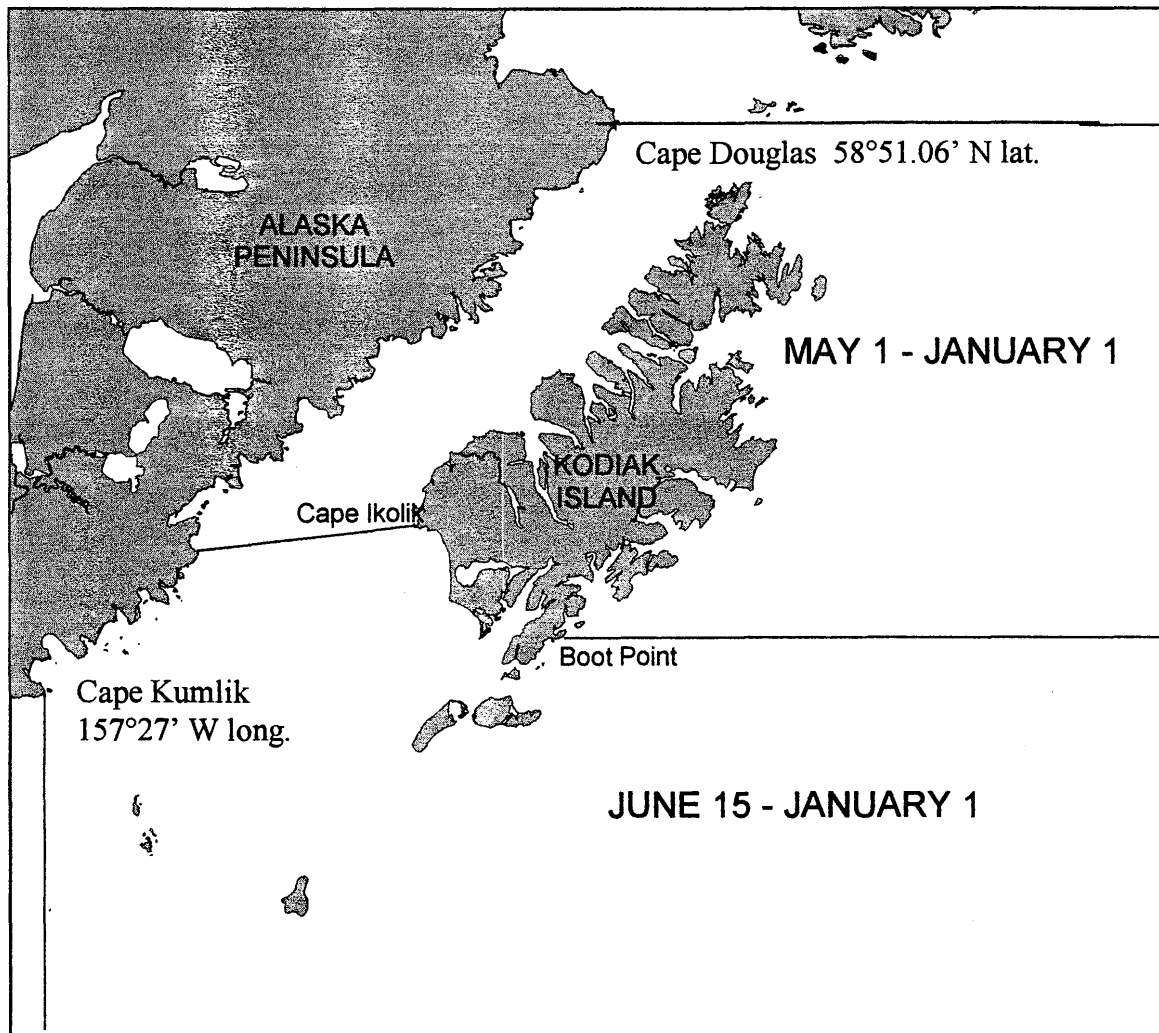 Cape Douglas 58°51.06' N lat.
ALASKA
PENINSULA
MAY 1 - JANUARY 1
KODIAK
ISLAND
Cape Ikolik
Boot Point
Cape Kumlik
157°27' W long.
JUNE 15 - JANUARY 1